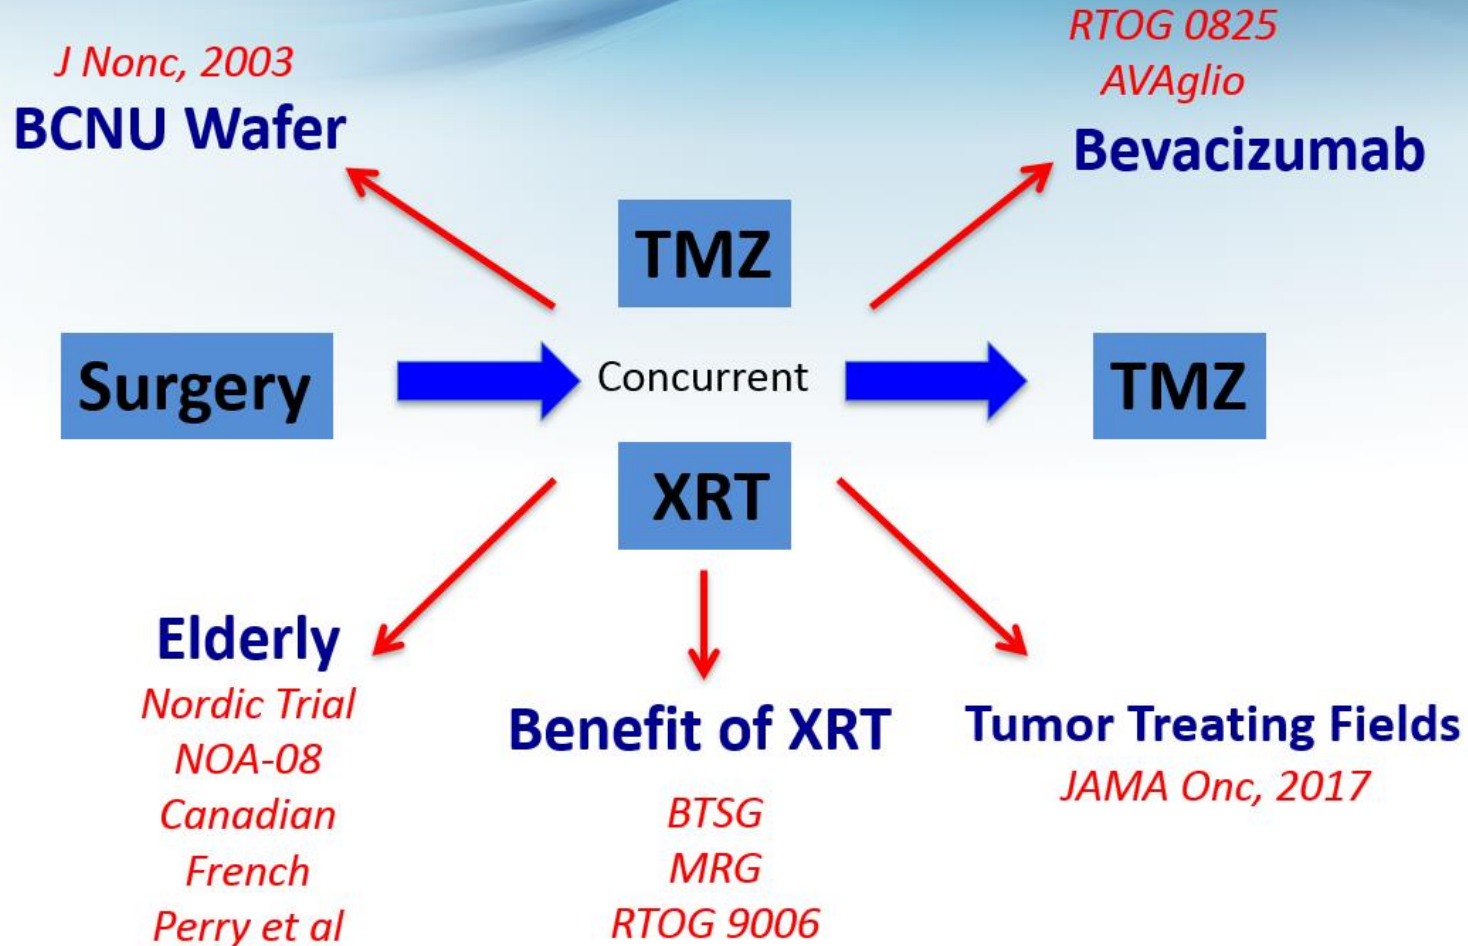 J Nonc, 2003
BCNU Wafer
RTOG 0825
AVAglio
Bevacizumab
TMZ
Surgery
Concurrent
TMZ
XRT
Elderly
Nordic Trial
NOA-08
Canadian
French
Perry et al
Benefit of XRT
BTSG
MRG
RTOG 9006
Tumor Treating Fields
JAMA Onc, 2017